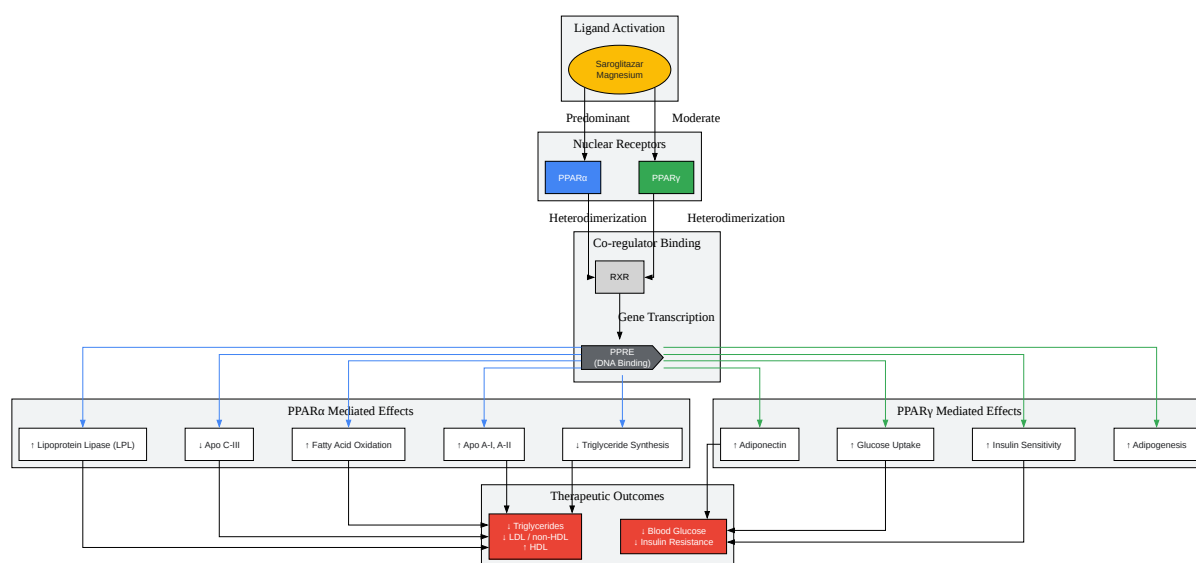 Ligand Activation
Saroglitazar
Magnesium
Predominant
Moderate
Nuclear Receptors
PPARα
PPARγ
Heterodimerization
Heterodimerization
Co-regulator Binding
RXR
Gene Transcription
PPRE
(DNA Binding)
PPARα Mediated Effects
PPARγ Mediated Effects
↑ Lipoprotein Lipase (LPL)
↓ Apo C-III
↑ Fatty Acid Oxidation
↑ Apo A-I, A-II
↓ Triglyceride Synthesis
↑ Adiponectin
↑ Glucose Uptake
↑ Insulin Sensitivity
↑ Adipogenesis
Therapeutic Outcomes
↓ Triglycerides
↓ LDL / non-HDL
↑ HDL
↓ Blood Glucose
↓ Insulin Resistance